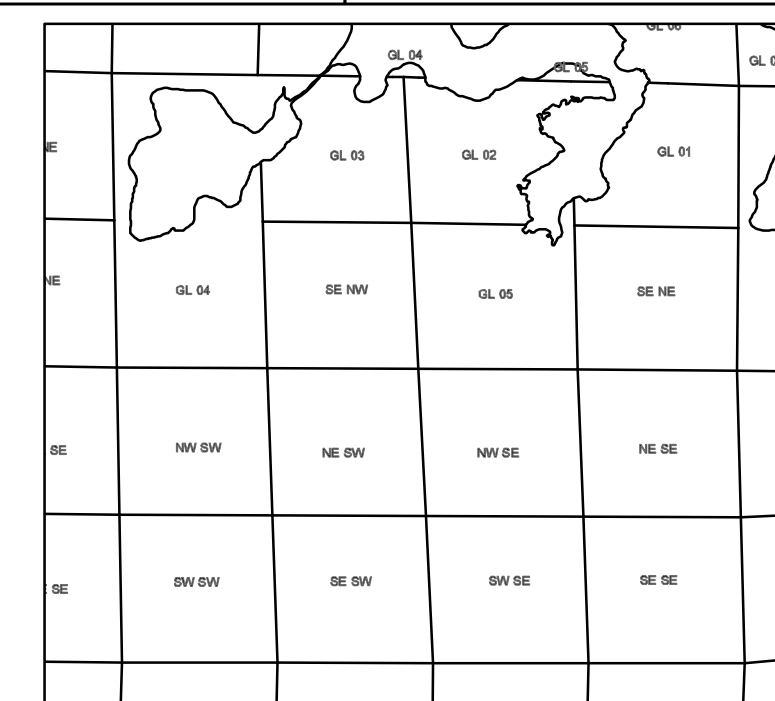 GL 04
GL 05
GL 06
GL 0
NE
GL 03
GL 02
GL 01
NE
GL 04
SE NW
GL 05
SE NE
SE
NW SW
NE SW
NW SE
NE SE
SE
SW SW
SE SW
SW SE
SE SE